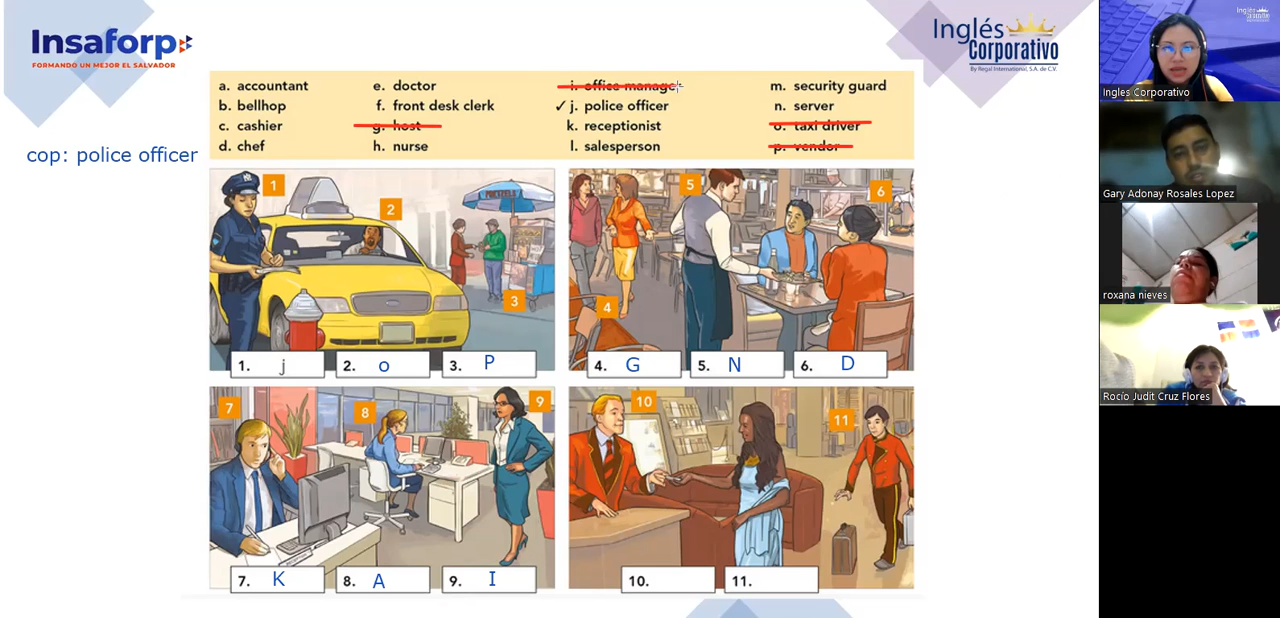 Insaforp
FORMANDO UN MEJOR EL SALVADOR
Inglés
Corporativo
By Regal International, S.A. de C.V.
a. accountant
b. bellhop
c. cashier
d. chef
e. doctor
f. front desk clerk
g. host
h. nurse
i. office manager
✓ j. police officer
k. receptionist
l. salesperson
m. security guard
n. server
o. taxi driver
p. vendor
cop: police officer
1
2
PRETZELS
3
1. j
2. o
3. P
5
6
4
4. G
5. N
6. D
7
8
9
7. K
8. A
9. I
10
11
10.
11.
Ingles Corporativo
Gary Adonay Rosales Lopez
roxana nieves
Rocío Judit Cruz Flores